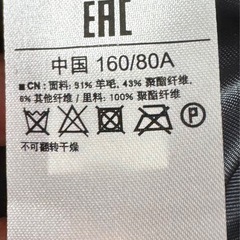 EAC
中国 160/80A
■ CN：面料：51% 羊毛，43% 聚酯纤维，
6% 其他纤维 / 里料：100% 聚酯纤维
P
不可翻转干燥